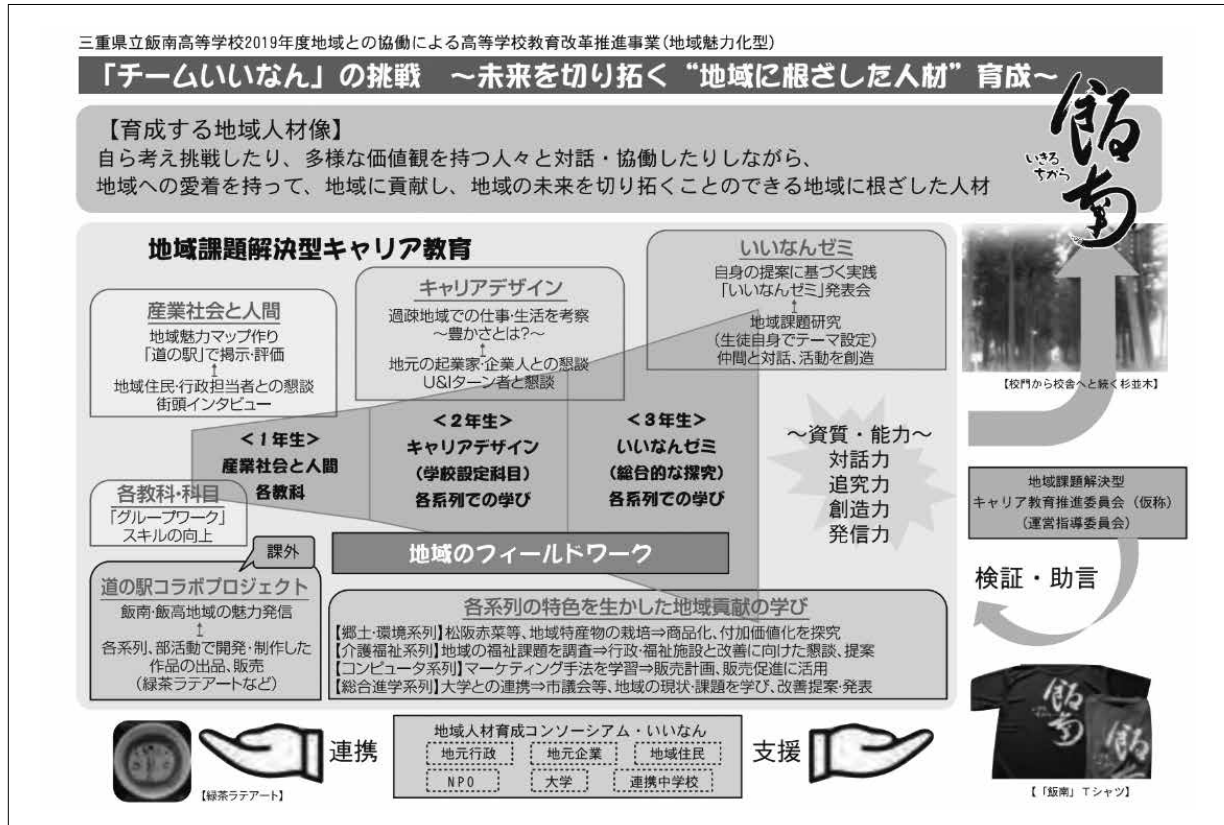 三重県立飯南高等学校2019年度地域との協働による高等学校教育改革推進事業(地域魅力化型)
「チームいいなん」の挑戦 ～未来を切り拓く“地域に根ざした人材”育成～
【育成する地域人材像】
自ら考え挑戦したり、多様な価値観を持つ人々と対話・協働したりしながら、
地域への愛着を持って、地域に貢献し、地域の未来を切り拓くことのできる地域に根ざした人材
飯南
いきる
ちから
地域課題解決型キャリア教育
産業社会と人間
地域魅力マップ作り
「道の駅」で掲示・評価
↑
地域住民・行政担当者との懇談
街頭インタビュー
キャリアデザイン
過疎地域での仕事・生活を考察
～豊かさとは?～
↑
地元の起業家・企業人との懇談
U&Iターン者と懇談
いいなんゼミ
自身の提案に基づく実践
「いいなんゼミ」発表会
↑
地域課題研究
(生徒自身でテーマ設定)
仲間と対話、活動を創造
<1年生>
産業社会と人間
各教科
<2年生>
キャリアデザイン
(学校設定科目)
各系列での学び
<3年生>
いいなんゼミ
(総合的な探究)
各系列での学び
～資質・能力～
対話力
追究力
創造力
発信力
各教科・科目
「グループワーク」
スキルの向上
地域のフィールドワーク
課外
道の駅コラボプロジェクト
飯南・飯高地域の魅力発信
↑
各系列、部活動で開発・制作した
作品の出品、販売
(緑茶ラテアートなど)
各系列の特色を生かした地域貢献の学び
【郷土・環境系列】松阪赤菜等、地域特産物の栽培⇒商品化、付加価値化を探究
【介護福祉系列】地域の福祉課題を調査⇒行政・福祉施設と改善に向けた懇談、提案
【コンピュータ系列】マーケティング手法を学習⇒販売計画、販売促進に活用
【総合進学系列】大学との連携⇒市議会等、地域の現状・課題を学び、改善提案・発表
【校門から校舎へと続く杉並木】
地域課題解決型
キャリア教育推進委員会（仮称）
(運営指導委員会)
検証・助言
【緑茶ラテアート】
連携
地域人材育成コンソーシアム・いいなん
地元行政 地元企業 地域住民
NPO 大学 連携中学校
支援
飯南
飯南
【「飯南」Tシャツ】